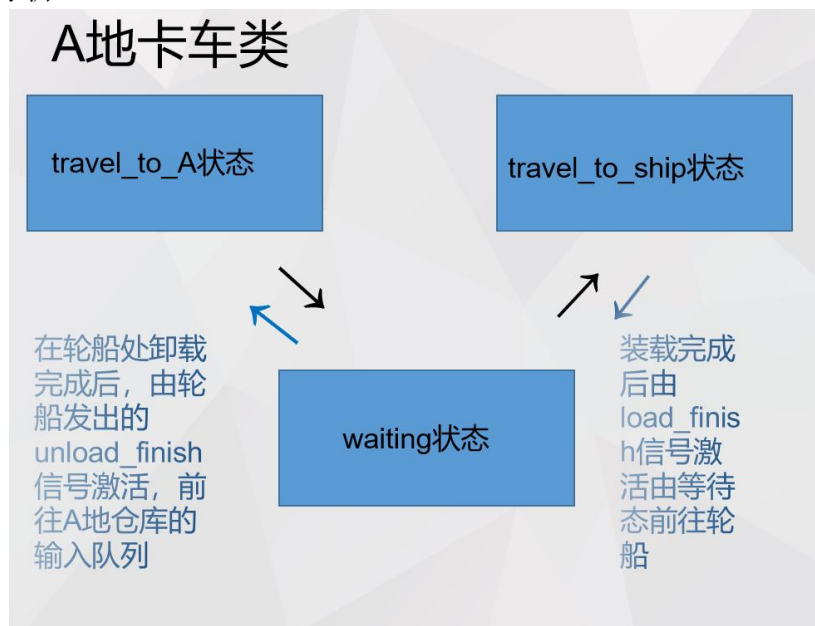 A地卡车类
travel_to_A状态
travel_to_ship状态
在轮船处卸载
完成后，由轮
船发出的
unload_finish
信号激活，前
往A地仓库的
输入队列
waiting状态
装载完成
后由
load_finis
h信号激
活由等待
态前往轮
船